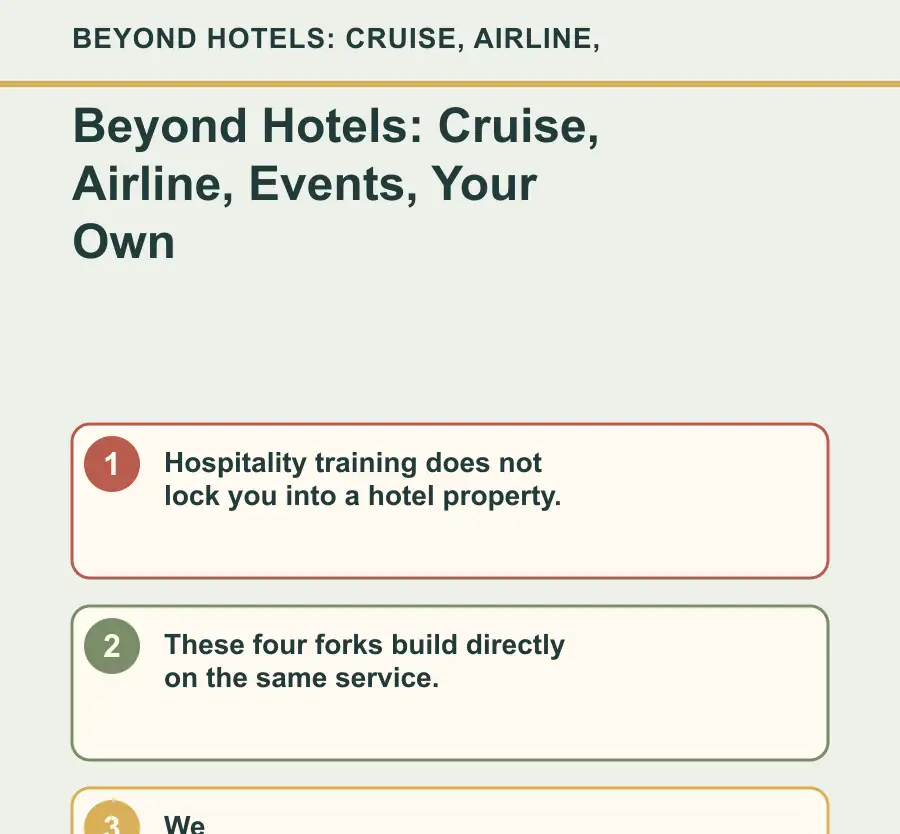 BEYOND HOTELS: CRUISE, AIRLINE,
Beyond Hotels: Cruise,
Airline, Events, Your
Own
1
Hospitality training does not
lock you into a hotel property.
2
These four forks build directly
on the same service.
3
We